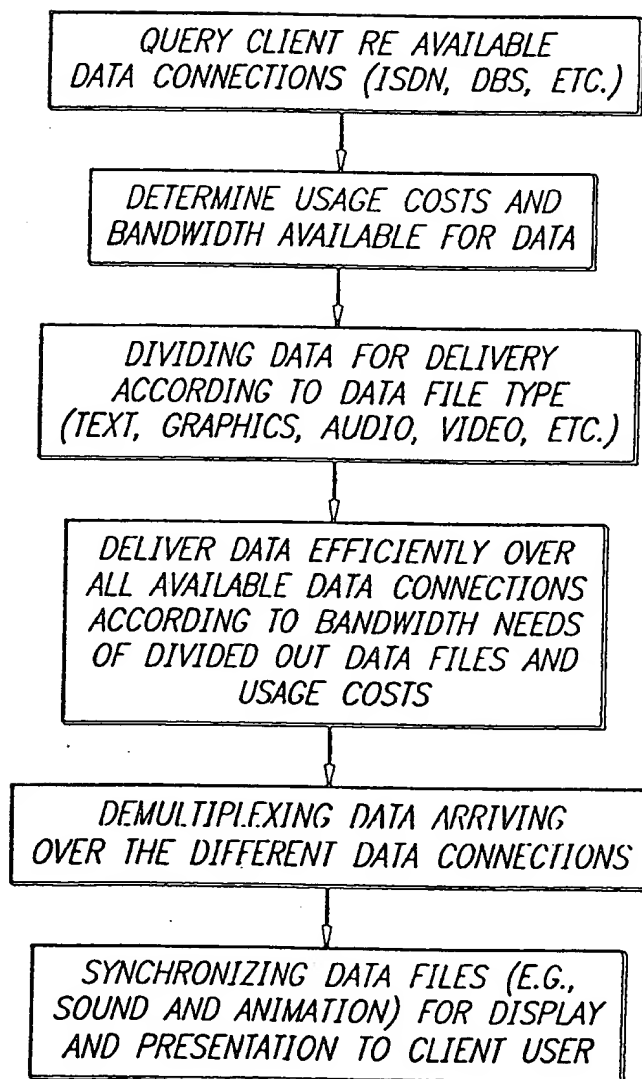 QUERY CLIENT RE AVAILABLE
DATA CONNECTIONS (ISDN, DBS, ETC.)
DETERMINE USAGE COSTS AND
BANDWIDTH AVAILABLE FOR DATA
DIVIDING DATA FOR DELIVERY
ACCORDING TO DATA FILE TYPE
(TEXT, GRAPHICS, AUDIO, VIDEO, ETC.)
DELIVER DATA EFFICIENTLY OVER
ALL AVAILABLE DATA CONNECTIONS
ACCORDING TO BANDWIDTH NEEDS
OF DIVIDED OUT DATA FILES AND
USAGE COSTS
DEMULTIPLEXING DATA ARRIVING
OVER THE DIFFERENT DATA CONNECTIONS
SYNCHRONIZING DATA FILES (E.G.,
SOUND AND ANIMATION) FOR DISPLAY
AND PRESENTATION TO CLIENT USER